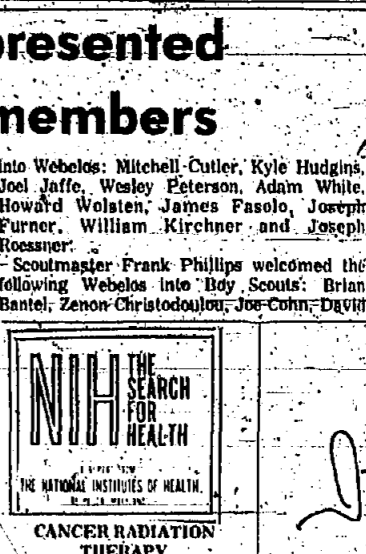 presented
members
into Webelos: Mitchell Cutler, Kyle Hudgins,
Joel Jaffe, Wesley Peterson, Adam White,
Howard Wolsten, James Fasolo, Joseph
Furner, William Kirchner and Joseph
Roessner.
Scoutmaster Frank Phillips welcomed the
following Webelos into Boy Scouts: Brian
Bantel, Zenon Christodoulou, Joe Cohn, David
NIH THE
SEARCH
FOR
HEALTH
THE NATIONAL INSTITUTES OF HEALTH
CANCER RADIATION
THERAPY